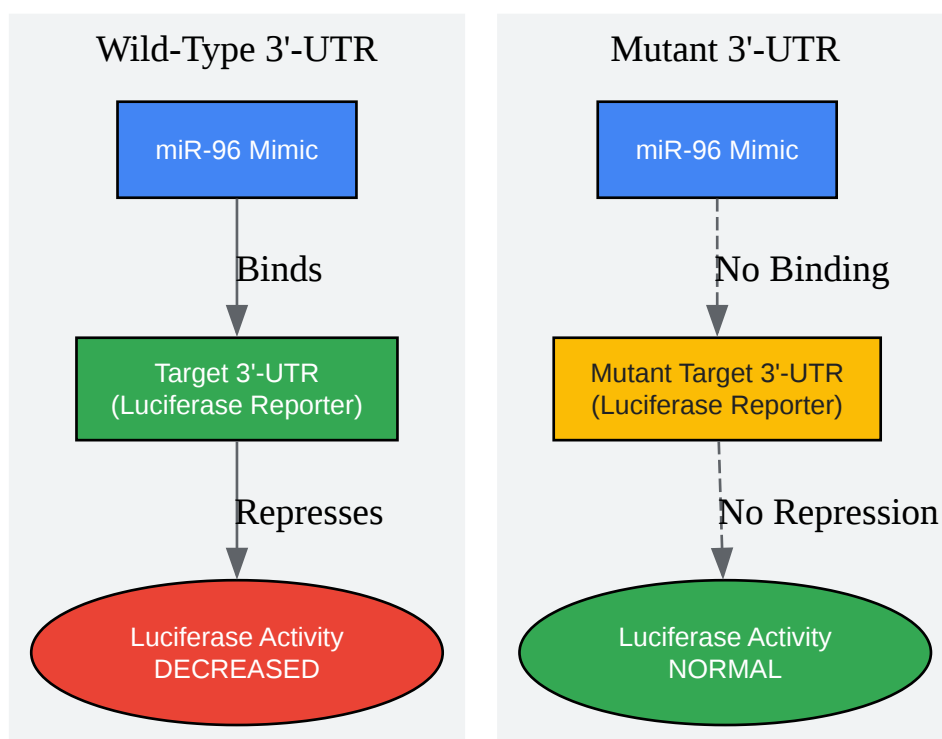 Wild-Type 3'-UTR
miR-96 Mimic
Binds
Target 3'-UTR
(Luciferase Reporter)
Represses
Luciferase Activity
DECREASED
Mutant 3'-UTR
miR-96 Mimic
No Binding
Mutant Target 3'-UTR
(Luciferase Reporter)
No Repression
Luciferase Activity
NORMAL